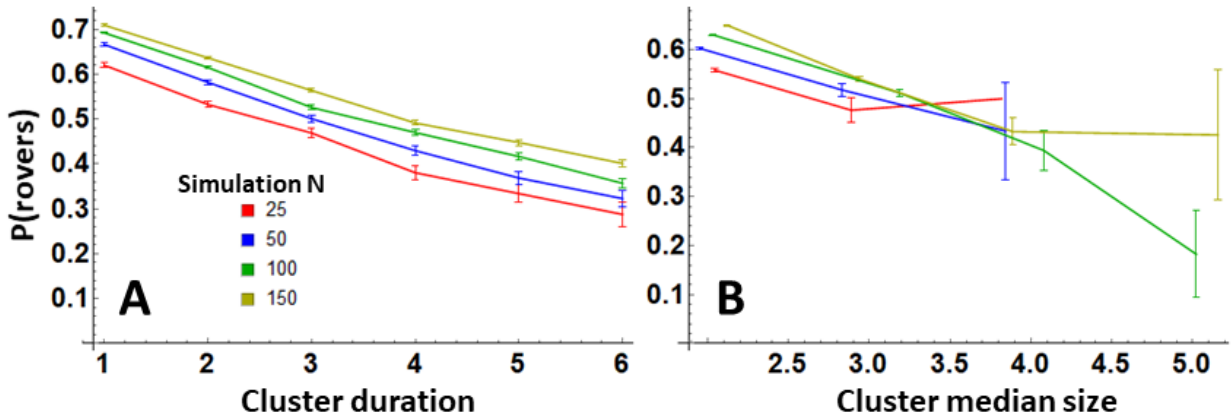 P(rovers)
0.7
0.6
0.5
0.4
0.3
0.2
0.1
Simulation N
25
50
100
150
A
1 2 3 4 5 6
Cluster duration
0.6
0.5
0.4
0.3
0.2
0.1
B
2.5 3.0 3.5 4.0 4.5 5.0
Cluster median size